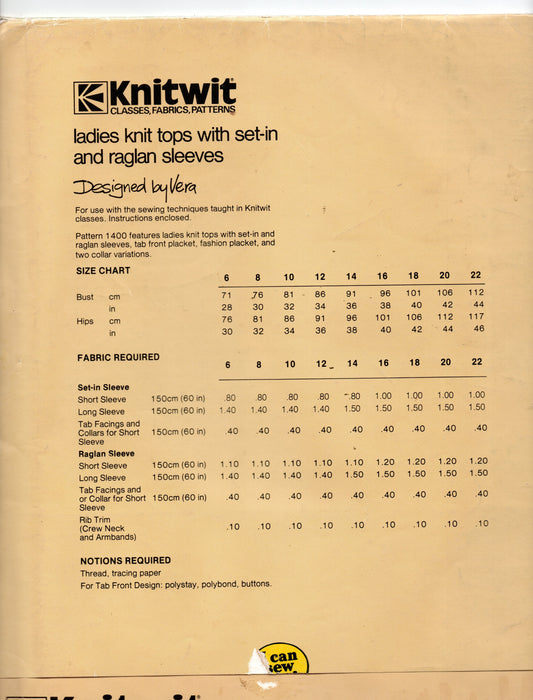 Knitwit
CLASSES, FABRICS, PATTERNS
ladies knit tops with set-in
and raglan sleeves
Designed by Vera
For use with the sewing techniques taught in Knitwit
classes. Instructions enclosed.
Pattern 1400 features ladies knit tops with set-in and
raglan sleeves, tab front placket, fashion placket, and
two collar variations.
SIZE CHART
6 8 10 12 14 16 18 20 22
Bust cm 71 76 81 86 91 96 101 106 112
in 28 30 32 34 36 38 40 42 44
Hips cm 76 81 86 91 96 101 106 112 117
in 30 32 34 36 38 40 42 44 46
FABRIC REQUIRED
6 8 10 12 14 16 18 20 22
Set-in Sleeve
Short Sleeve 150cm (60 in) .80 .80 .80 .80 .80 1.00 1.00 1.00 1.00
Long Sleeve 150cm (60 in) 1.40 1.40 1.40 1.40 1.50 1.50 1.50 1.50 1.50
Tab Facings and
Collars for Short 150cm (60 in) .40 .40 .40 .40 .40 .40 .40 .40 .40
Sleeve
Raglan Sleeve
Short Sleeve 150cm (60 in) 1.10 1.10 1.10 1.10 1.10 1.20 1.20 1.20 1.20
Long Sleeve 150cm (60 in) 1.40 1.40 1.40 1.50 1.50 1.50 1.50 1.50 1.50
Tab Facings and
or Collar for Short 150cm (60 in) .40 .40 .40 .40 .40 .40 .40 .40 .40
Sleeve
Rib Trim
(Crew Neck .10 .10 .10 .10 .10 .10 .10 .10 .10
and Armbands)
NOTIONS REQUIRED
Thread, tracing paper
For Tab Front Design: polystay, polybond, buttons.
can
sew
Knitwit